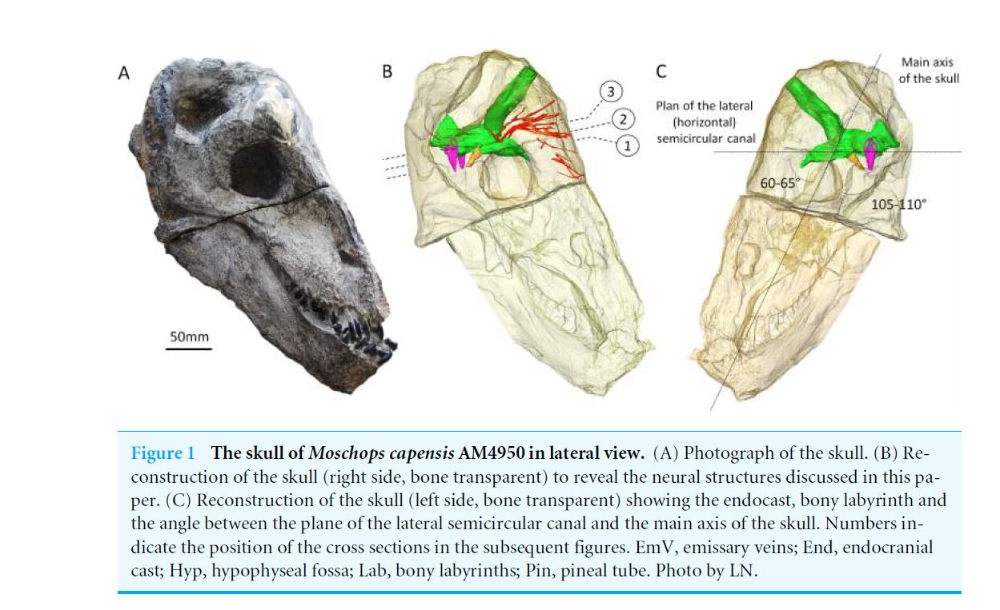 A
B
C
3
2
1
Main axis
of the skull
Plan of the lateral
(horizontal)
semicircular canal
60-65°
105-110°
50mm
Figure 1 The skull of Moschops capensis AM4950 in lateral view. (A) Photograph of the skull. (B) Re-
construction of the skull (right side, bone transparent) to reveal the neural structures discussed in this pa-
per. (C) Reconstruction of the skull (left side, bone transparent) showing the endocast, bony labyrinth and
the angle between the plane of the lateral semicircular canal and the main axis of the skull. Numbers in-
dicate the position of the cross sections in the subsequent figures. EmV, emissary veins; End, endocranial
cast; Hyp, hypophyseal fossa; Lab, bony labyrinths; Pin, pineal tube. Photo by LN.